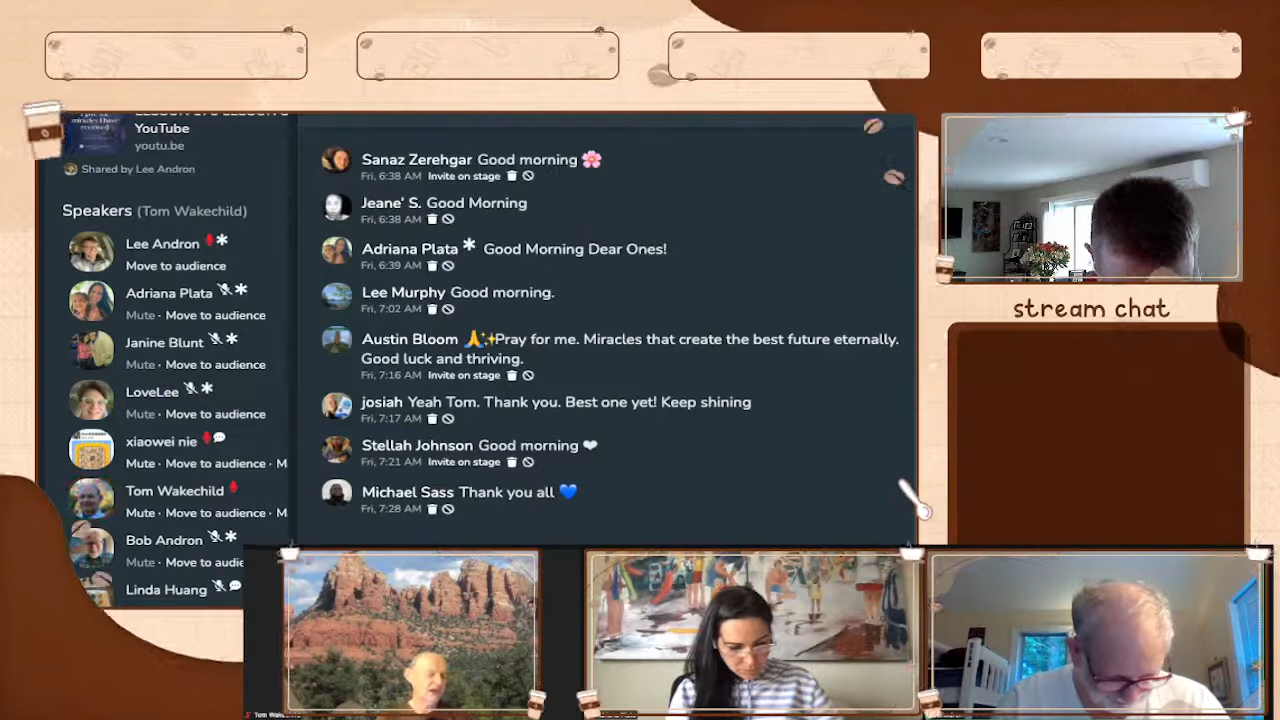 miracles I have
received.
YouTube
youtu.be
Shared by Lee Andron
Speakers (Tom Wakechild)
Lee Andron
Move to audience
Adriana Plata
Mute · Move to audience
Janine Blunt
Mute · Move to audience
LoveLee
Mute · Move to audience
xiaowei nie
Mute · Move to audience · M
Tom Wakechild
Mute · Move to audience · M
Bob Andron
Mute · Move to audie
Linda Huang
Sanaz Zerehgar Good morning 🌸
Fri, 6:38 AM Invite on stage
Jeane' S. Good Morning
Fri, 6:38 AM
Adriana Plata * Good Morning Dear Ones!
Fri, 6:39 AM
Lee Murphy Good morning.
Fri, 7:02 AM
Austin Bloom 🙏✨Pray for me. Miracles that create the best future eternally.
Good luck and thriving.
Fri, 7:16 AM Invite on stage
josiah Yeah Tom. Thank you. Best one yet! Keep shining
Fri, 7:17 AM
Stellah Johnson Good morning ❤
Fri, 7:21 AM Invite on stage
Michael Sass Thank you all 💙
Fri, 7:28 AM
stream chat
Tom Wakechild